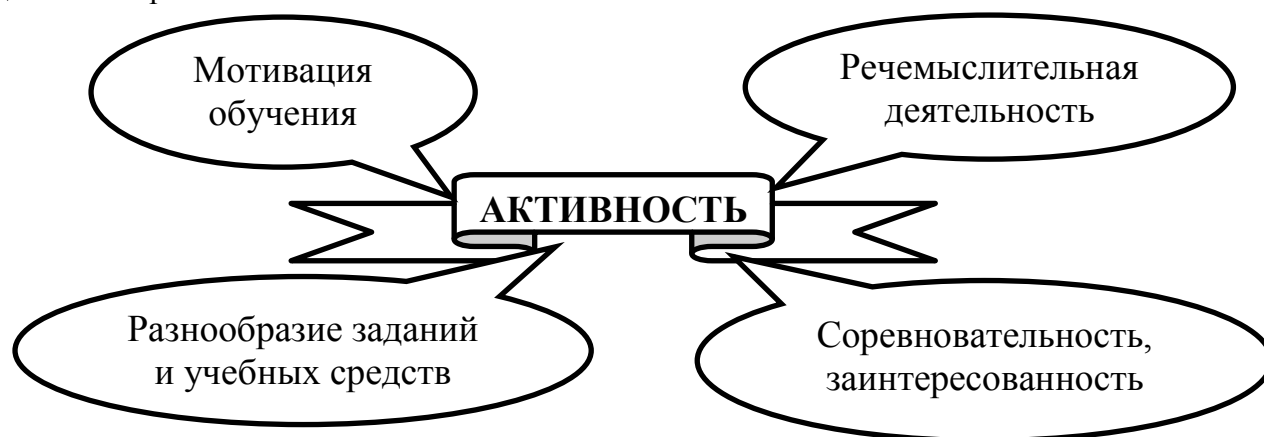 Мотивация
обучения
Речемыслительная
деятельность
АКТИВНОСТЬ
Разнообразие заданий
и учебных средств
Соревновательность,
заинтересованность